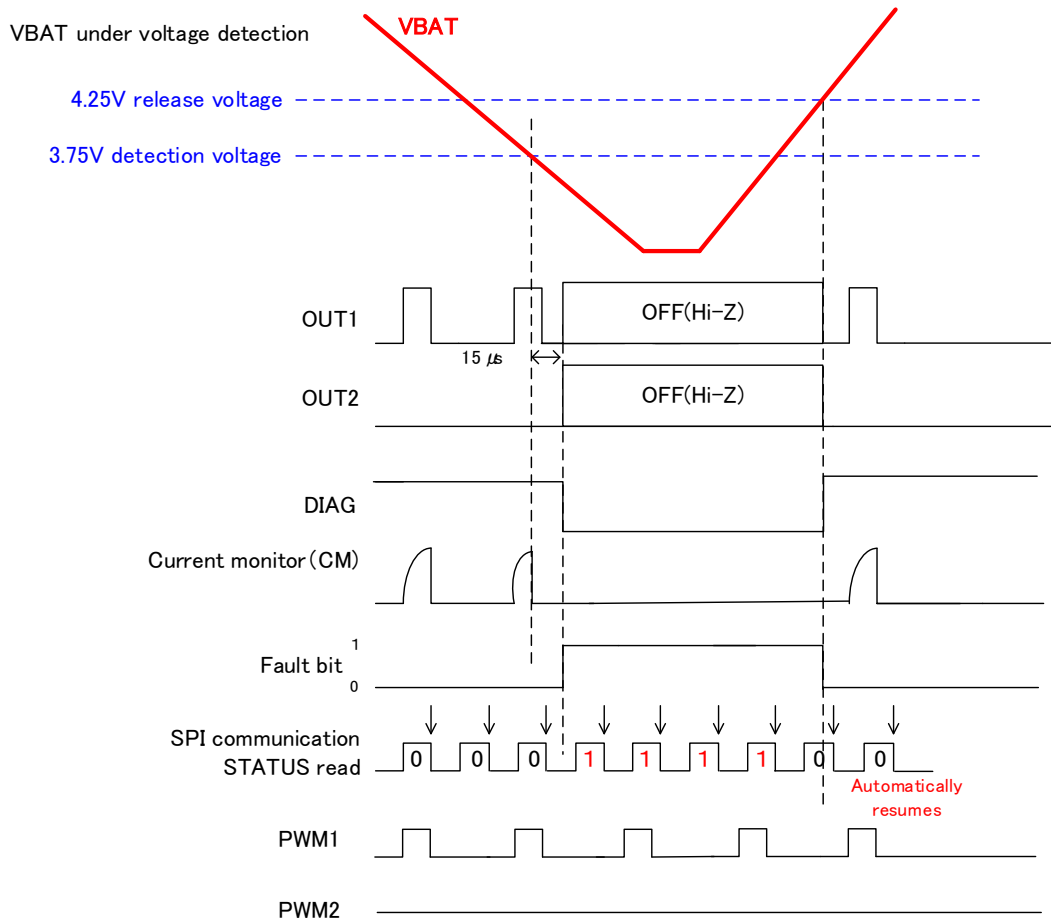 VBAT under voltage detection
VBAT
4.25V release voltage
3.75V detection voltage
OUT1
OFF(Hi-Z)
15 μs
OUT2
OFF(Hi-Z)
DIAG
Current monitor(CM)
Fault bit
1
0
SPI communication
STATUS read
0 0 0 1 1 1 1 0 0
Automatically
resumes
PWM1
PWM2